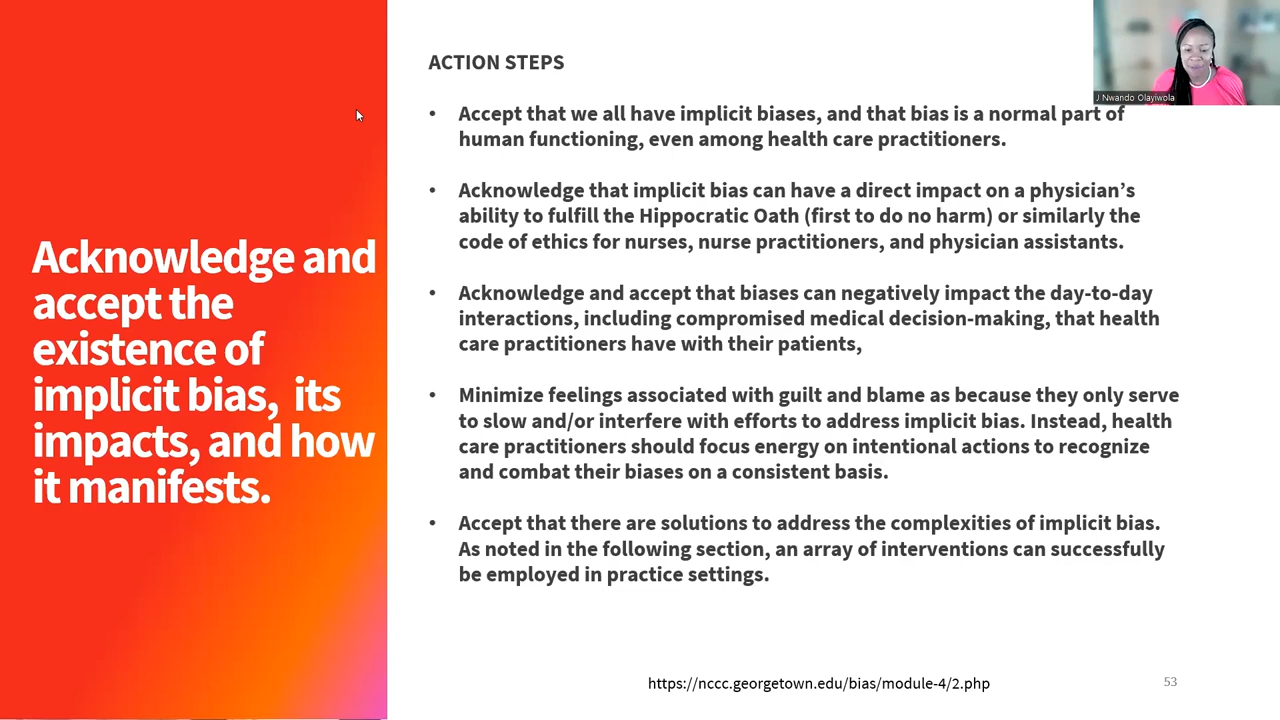 Acknowledge and
accept the
existence of
implicit bias, its
impacts, and how
it manifests.
ACTION STEPS
• Accept that we all have implicit biases, and that bias is a normal part of
human functioning, even among health care practitioners.
• Acknowledge that implicit bias can have a direct impact on a physician’s
ability to fulfill the Hippocratic Oath (first to do no harm) or similarly the
code of ethics for nurses, nurse practitioners, and physician assistants.
• Acknowledge and accept that biases can negatively impact the day-to-day
interactions, including compromised medical decision-making, that health
care practitioners have with their patients,
• Minimize feelings associated with guilt and blame as because they only serve
to slow and/or interfere with efforts to address implicit bias. Instead, health
care practitioners should focus energy on intentional actions to recognize
and combat their biases on a consistent basis.
• Accept that there are solutions to address the complexities of implicit bias.
As noted in the following section, an array of interventions can successfully
be employed in practice settings.
https://nccc.georgetown.edu/bias/module-4/2.php
53
J Nwando Olayiwola